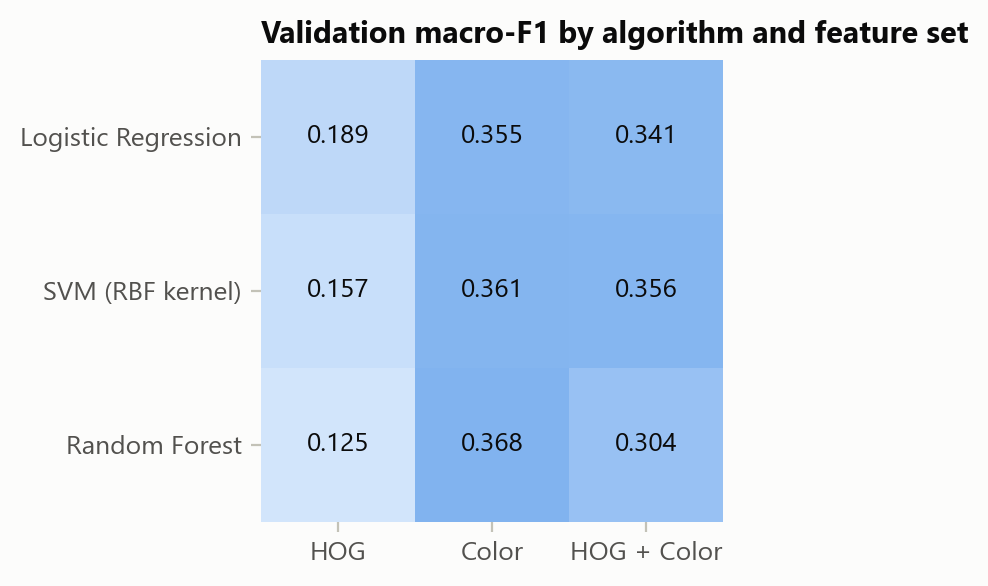 Validation macro-F1 by algorithm and feature set
Logistic Regression 0.189 0.355 0.341
SVM (RBF kernel) 0.157 0.361 0.356
Random Forest 0.125 0.368 0.304
HOG Color HOG + Color